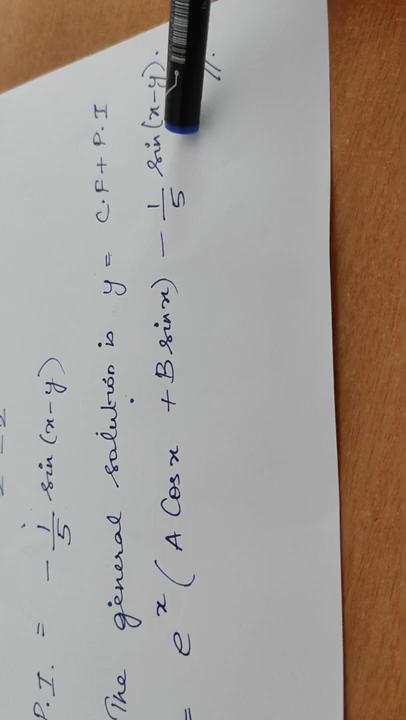 P.I. = - 1/5 sin(x-y)
The general solution is y = C.F + P.I
= e^x (A Cos x + B sin x) - 1/5 sin(x-y).